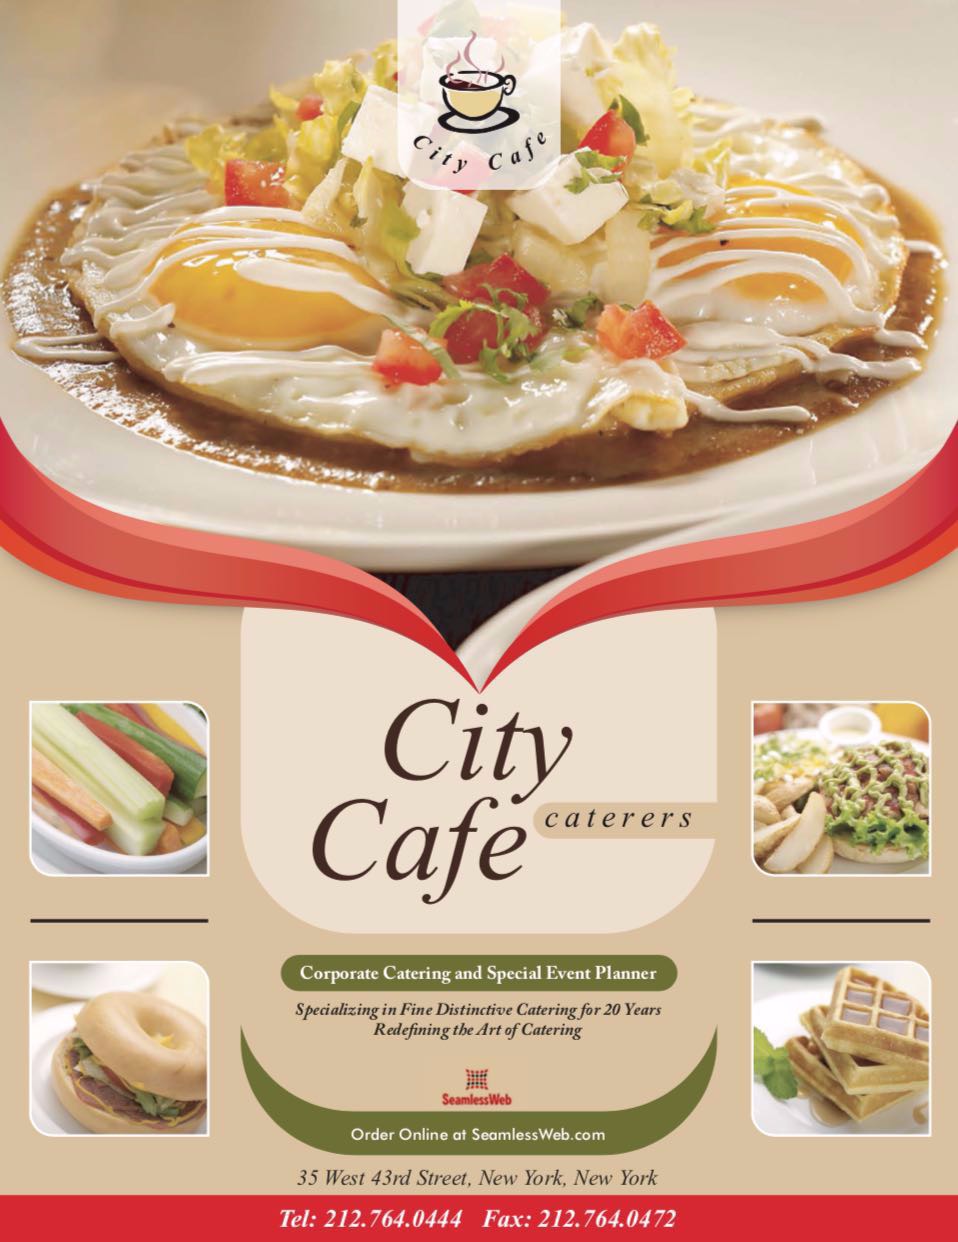 City Cafe
City
Cafe
caterers
Corporate Catering and Special Event Planner
Specializing in Fine Distinctive Catering for 20 Years
Redefining the Art of Catering
SeamlessWeb
Order Online at SeamlessWeb.com
35 West 43rd Street, New York, New York
Tel: 212.764.0444 Fax: 212.764.0472